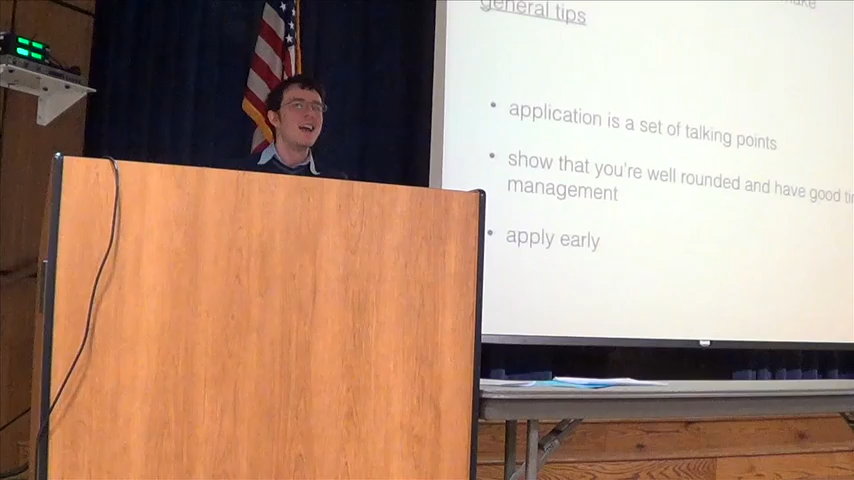 general tips
• application is a set of talking points
• show that you're well rounded and have good
management
• apply early